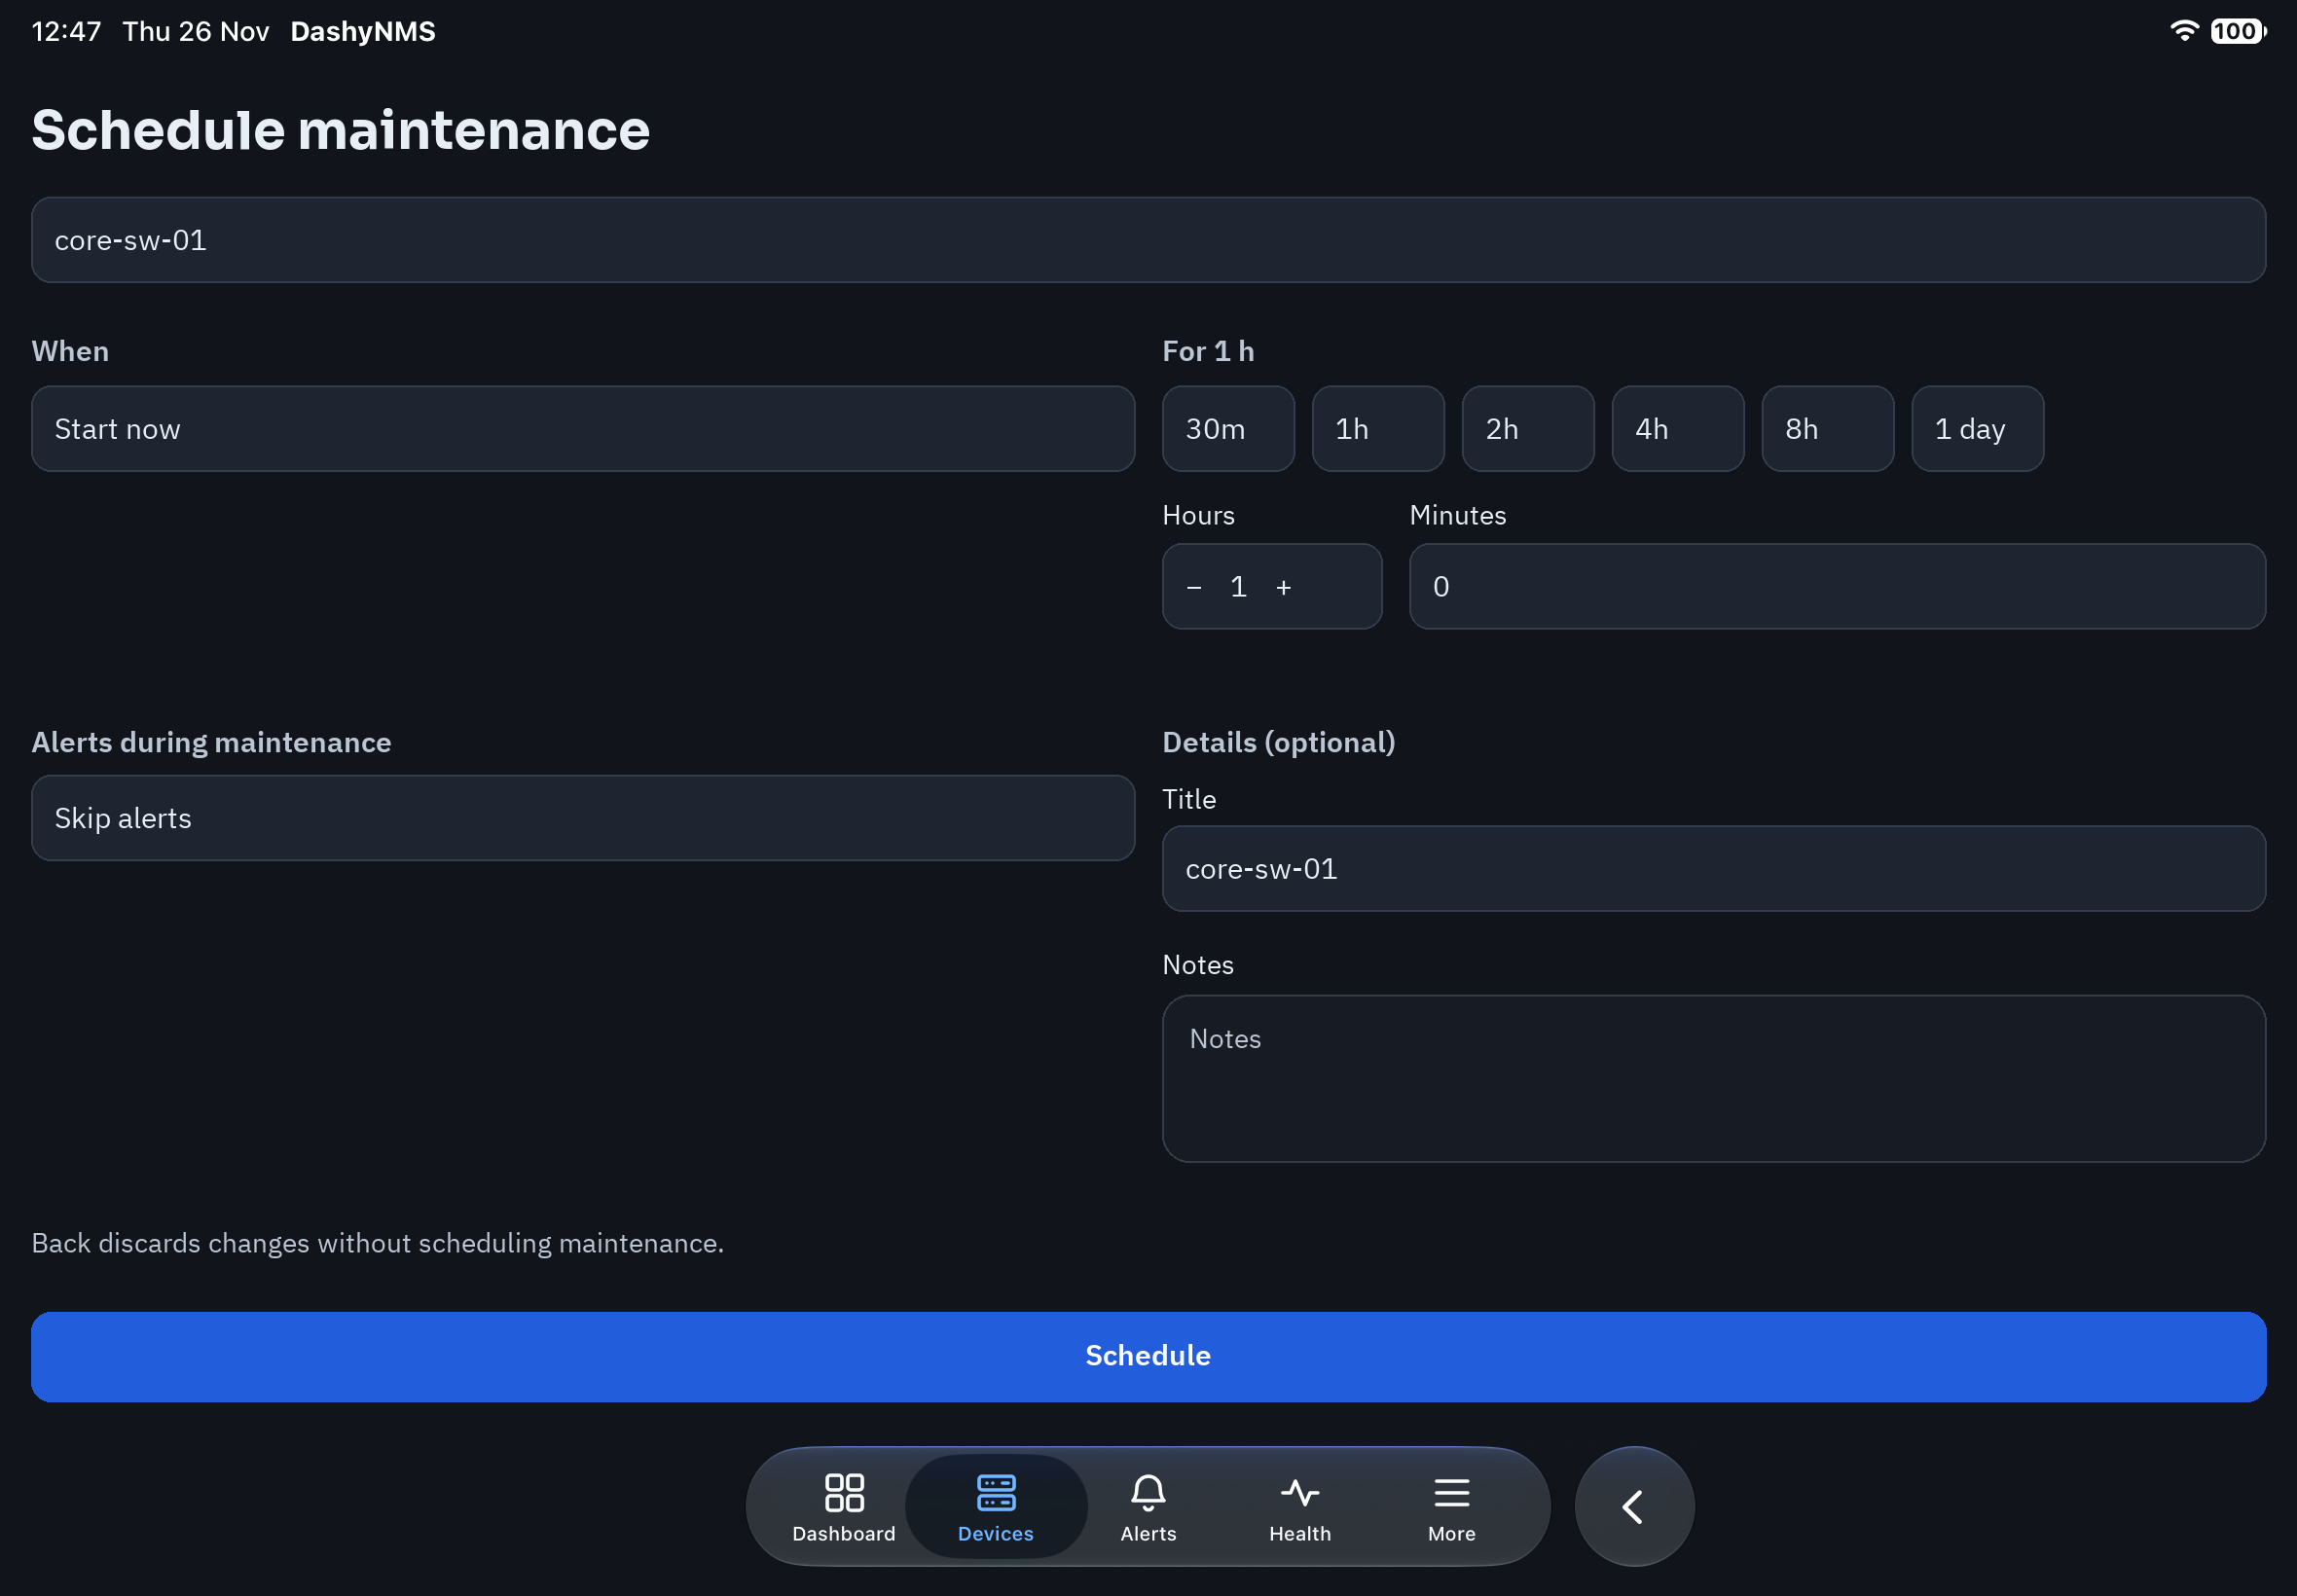 12:47 Thu 26 Nov DashyNMS 100
Schedule maintenance
core-sw-01
When
Start now
For 1 h
30m 1h 2h 4h 8h 1 day
Hours Minutes
− 1 + 0
Alerts during maintenance
Skip alerts
Details (optional)
Title
core-sw-01
Notes
Notes
Back discards changes without scheduling maintenance.
Schedule
Dashboard Devices Alerts Health More